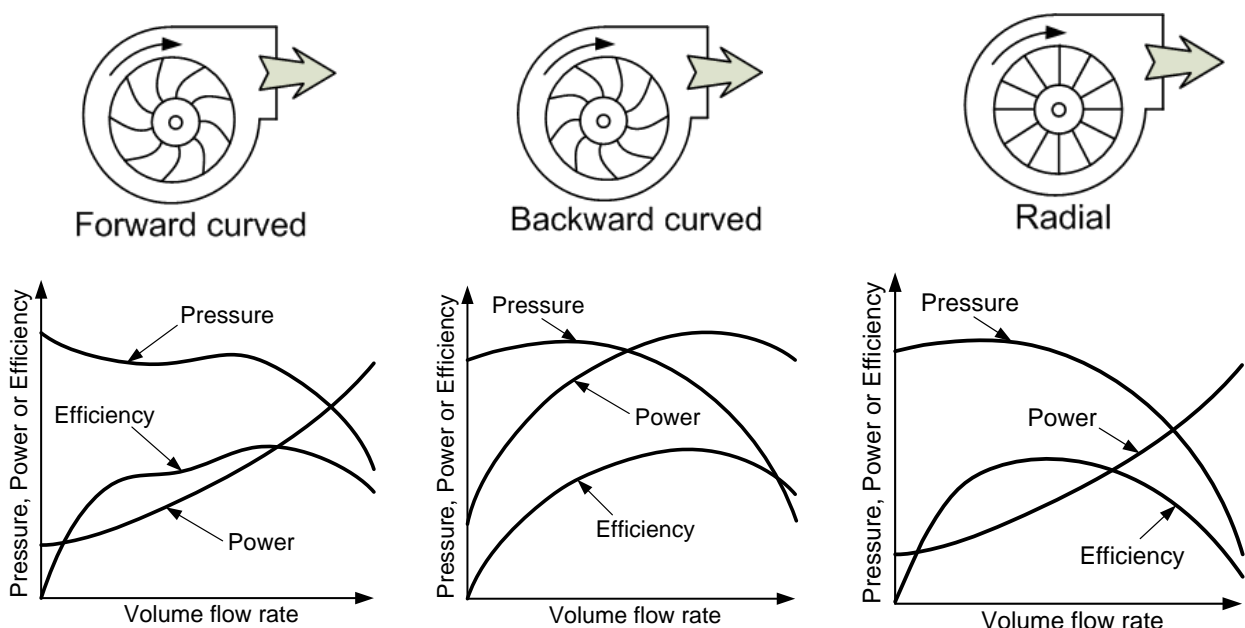 Forward curved
Backward curved
Radial
Pressure, Power or Efficiency
Pressure
Efficiency
Power
Volume flow rate
Pressure, Power or Efficiency
Pressure
Power
Efficiency
Volume flow rate
Pressure, Power or Efficiency
Pressure
Power
Efficiency
Volume flow rate